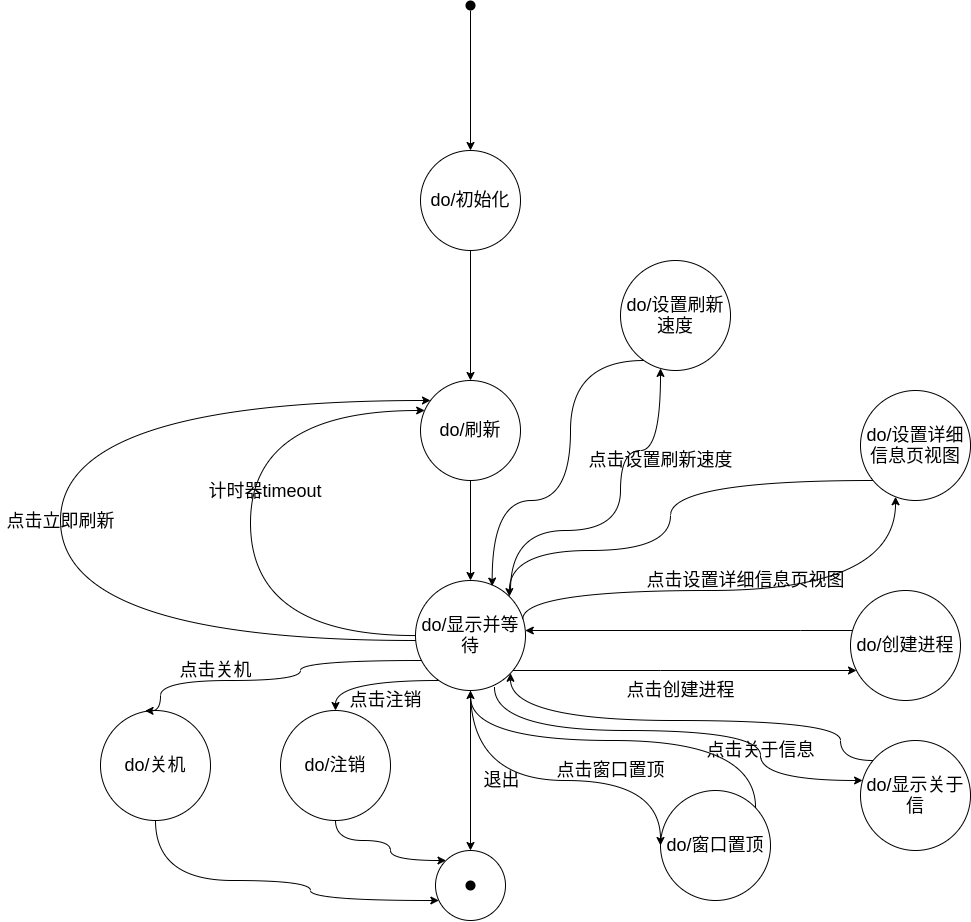 do/初始化
do/设置刷新
速度
do/刷新
do/设置详细
信息页视图
点击设置刷新速度
计时器timeout
点击立即刷新
点击设置详细信息页视图
do/显示并等
待
do/创建进程
点击关机
点击注销
点击创建进程
点击关于信息
do/关机
do/注销
退出
点击窗口置顶
do/显示关于
信
do/窗口置顶